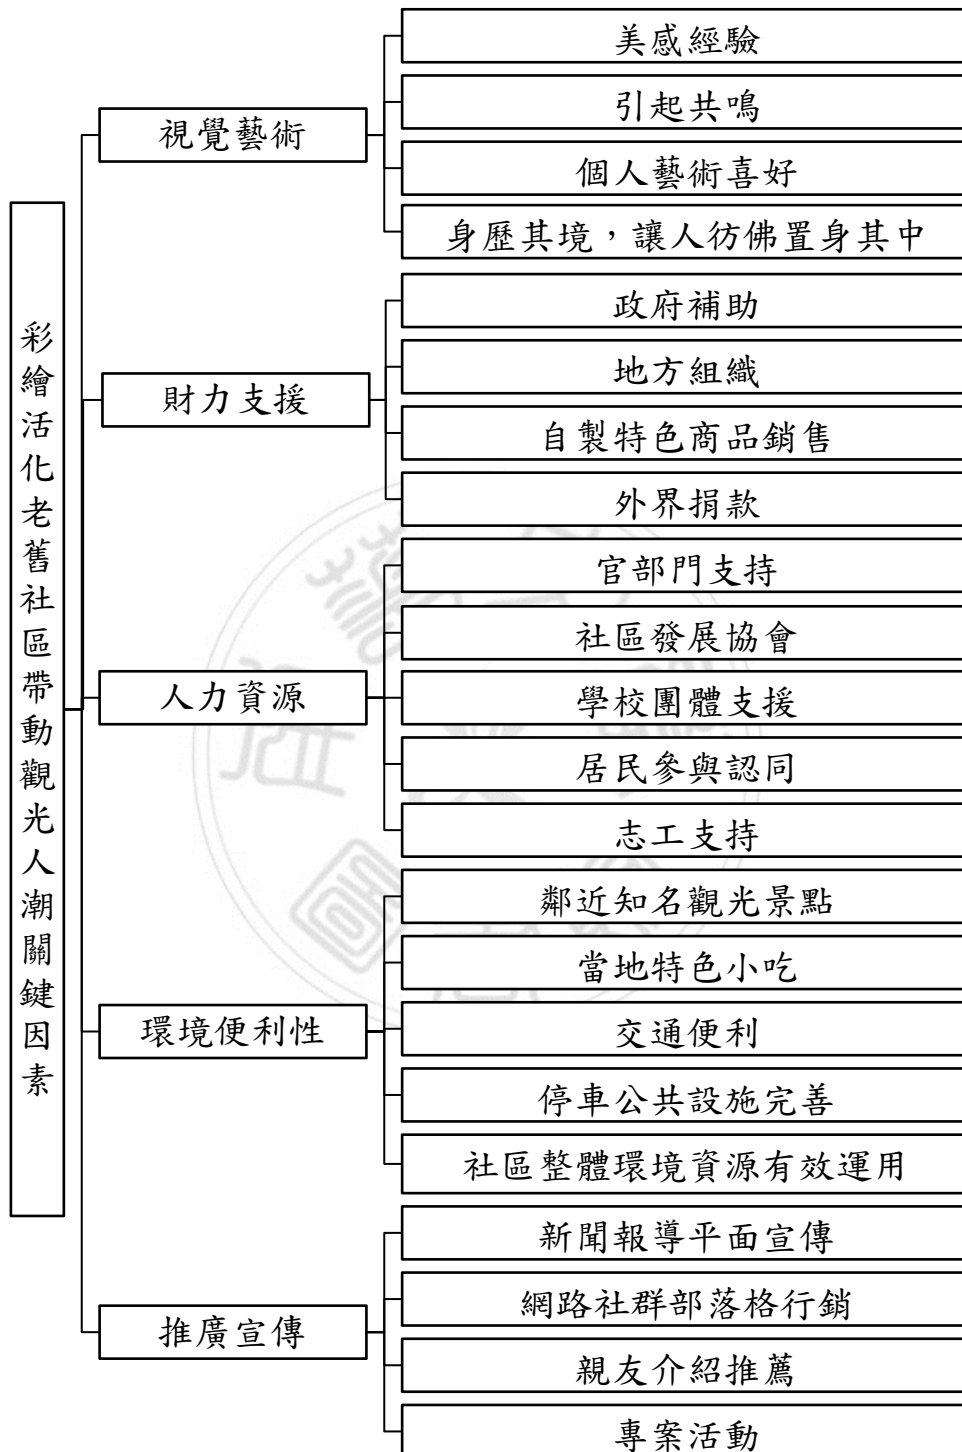 彩繪活化老舊社區帶動觀光人潮關鍵因素
視覺藝術
美感經驗
引起共鳴
個人藝術喜好
身歷其境，讓人彷彿置身其中
財力支援
政府補助
地方組織
自製特色商品銷售
外界捐款
人力資源
官部門支持
社區發展協會
學校團體支援
居民參與認同
志工支持
環境便利性
鄰近知名觀光景點
當地特色小吃
交通便利
停車公共設施完善
社區整體環境資源有效運用
推廣宣傳
新聞報導平面宣傳
網路社群部落格行銷
親友介紹推薦
專案活動